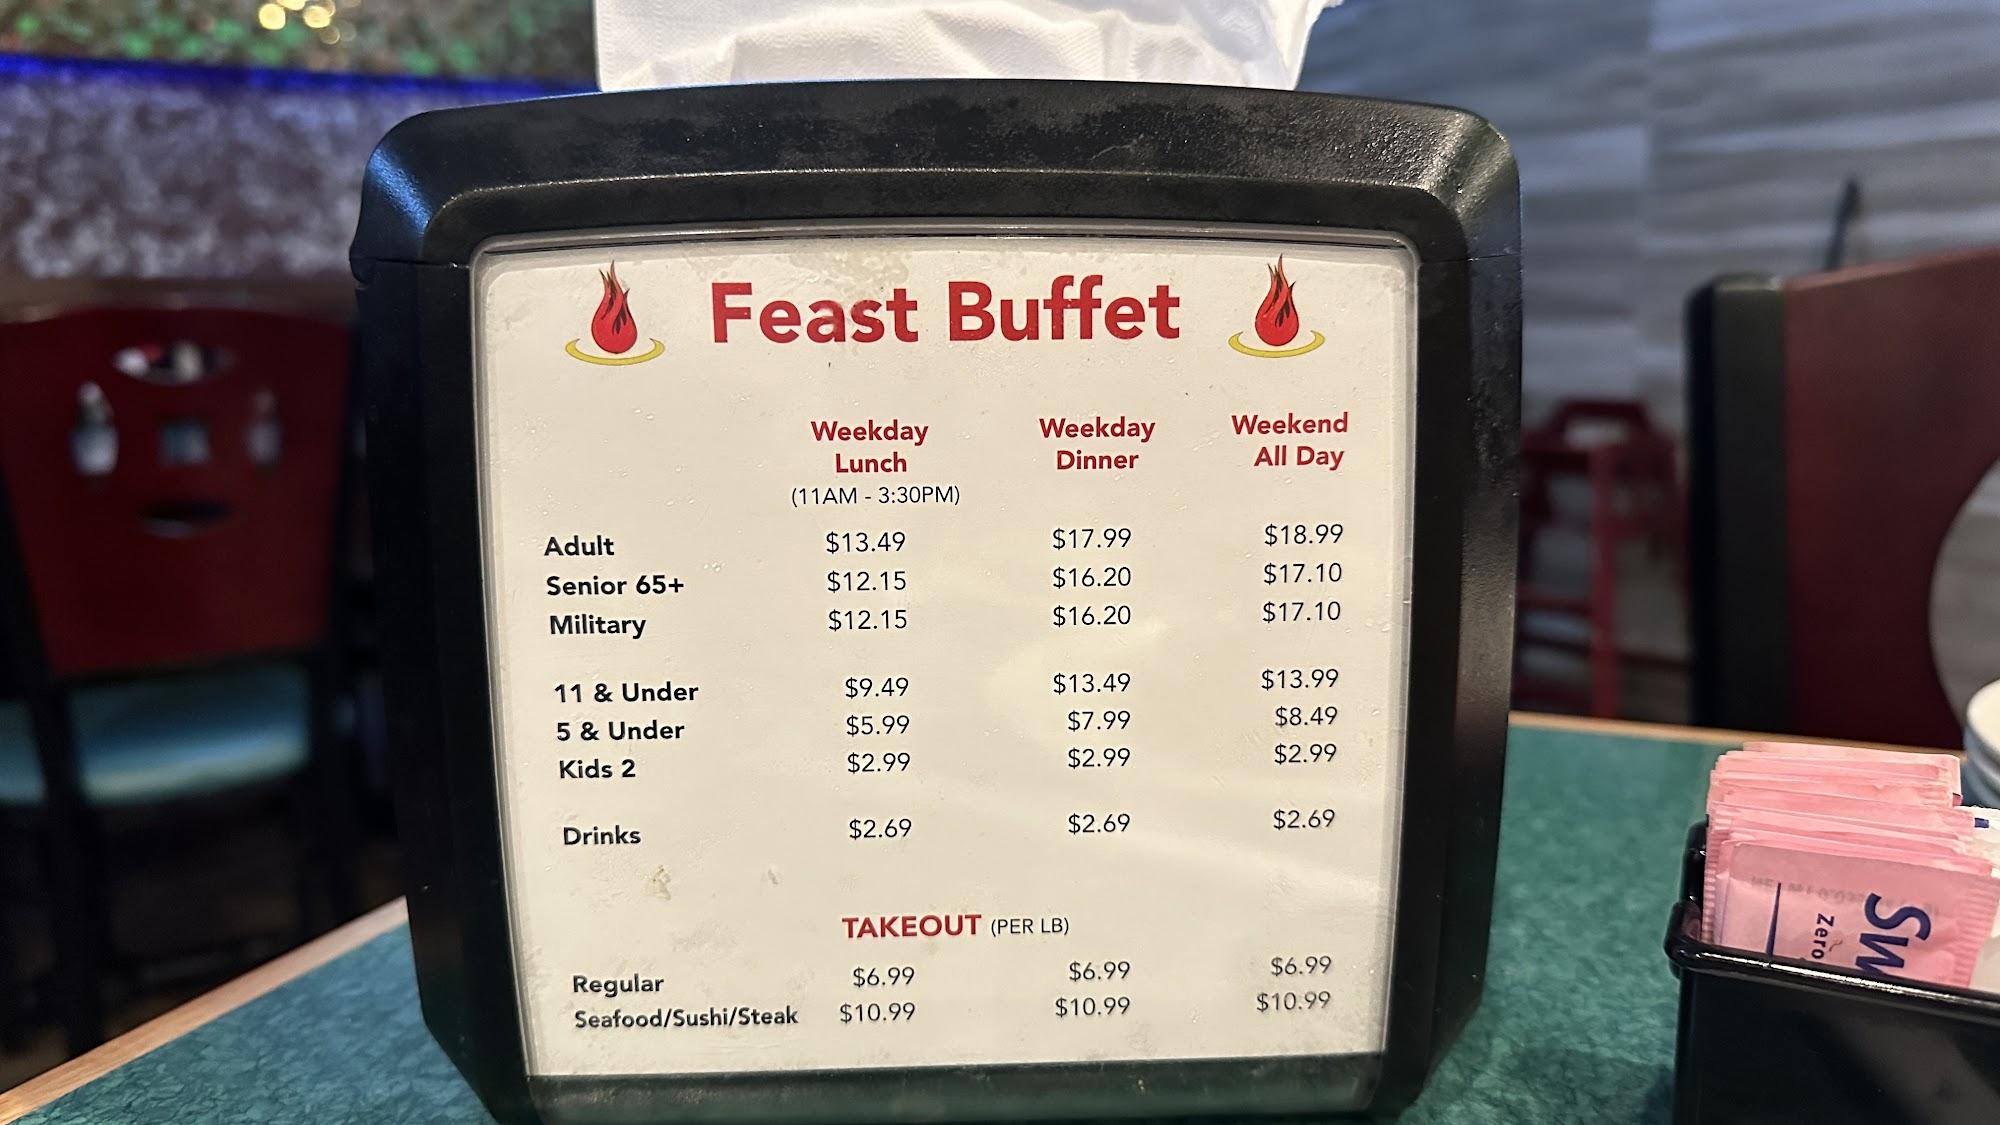 Feast Buffet
Weekday Lunch Weekday Dinner Weekend All Day
(11AM - 3:30PM)
Adult $13.49 $17.99 $18.99
Senior 65+ $12.15 $16.20 $17.10
Military $12.15 $16.20 $17.10
11 & Under $9.49 $13.49 $13.99
5 & Under $5.99 $7.99 $8.49
Kids 2 $2.99 $2.99 $2.99
Drinks $2.69 $2.69 $2.69
TAKEOUT (PER LB)
Regular $6.99 $6.99 $6.99
Seafood/Sushi/Steak $10.99 $10.99 $10.99
Sw
Zero